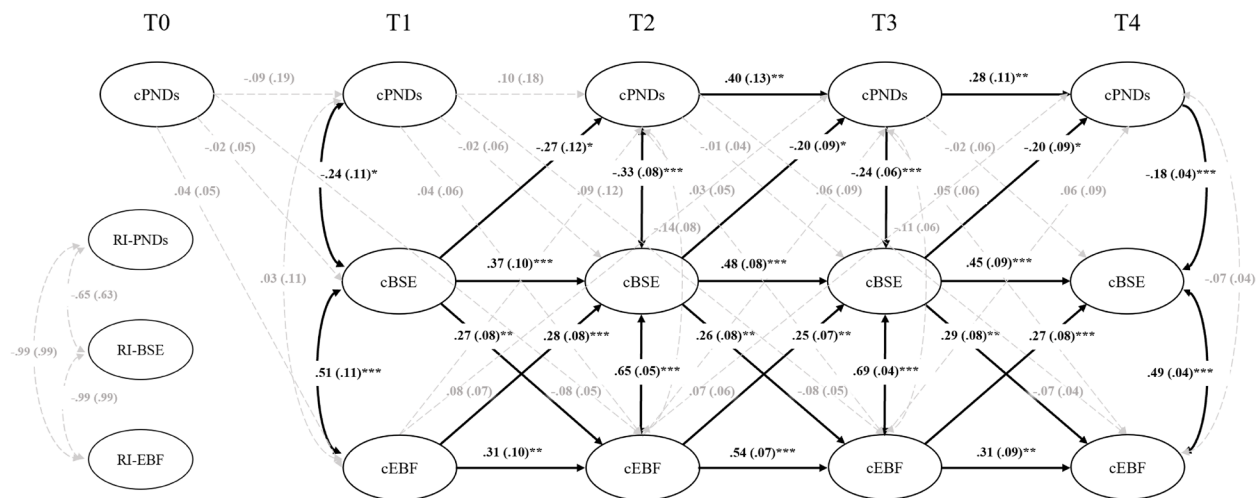 T0 T1 T2 T3 T4
cPNDs -.09 (.19) cPNDs .10 (.18) cPNDs .40 (.13)** cPNDs .28 (.11)** cPNDs
-.02 (.05) -.24 (.11)* -.02 (.06) -.27 (.12)* -.33 (.08)*** -.01 (.04) -.20 (.09)* -.24 (.06)*** -.02 (.06) -.20 (.09)* -.18 (.04)***
.04 (.05) .04 (.06) .09 (.12) .03 (.05) .06 (.09) .05 (.06) .06 (.09)
-.14(.08) -.11 (.06)
RI-PNDs
.03 (.11) -.07 (.04)
cBSE .37 (.10)*** cBSE .48 (.08)*** cBSE .45 (.09)*** cBSE
-.65 (.63)
.27 (.08)** .28 (.08)*** .26 (.08)** .25 (.07)** .29 (.08)** .27 (.08)***
-.99 (.99) RI-BSE
.51 (.11)*** .65 (.05)*** .69 (.04)*** .49 (.04)***
-.99 (.99) .08 (.07) -.08 (.05) .07 (.06) -.08 (.05) -.07 (.04)
RI-EBF cEBF .31 (.10)** cEBF .54 (.07)*** cEBF .31 (.09)** cEBF